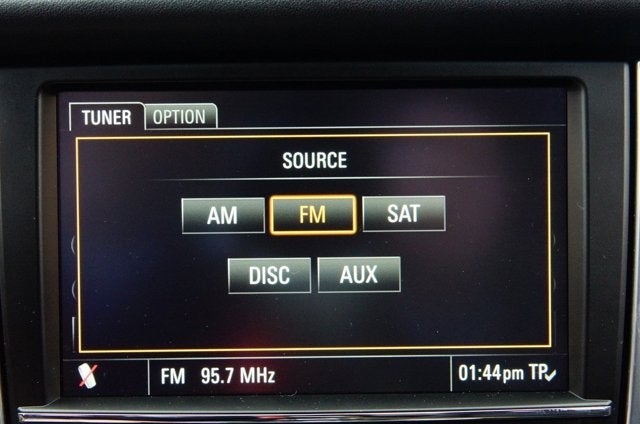 TUNER OPTION
SOURCE
AM FM SAT
DISC AUX
FM 95.7 MHz 01:44pm TP